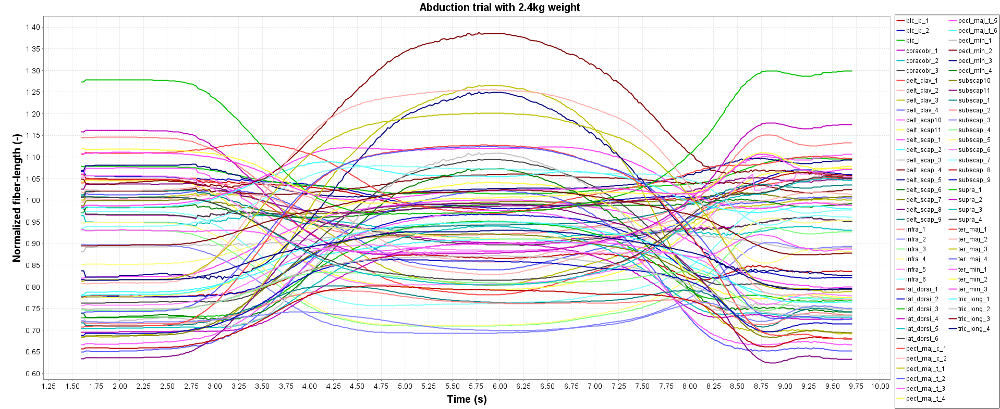 Abduction trial with 2.4kg weight
Normalized fiber-length (-)
1.40
1.35
1.30
1.25
1.20
1.15
1.10
1.05
1.00
0.95
0.90
0.85
0.80
0.75
0.70
0.65
0.60
1.25 1.50 1.75 2.00 2.25 2.50 2.75 3.00 3.25 3.50 3.75 4.00 4.25 4.50 4.75 5.00 5.25 5.50 5.75 6.00 6.25 6.50 6.75 7.00 7.25 7.50 7.75 8.00 8.25 8.50 8.75 9.00 9.25 9.50 9.75 10.00
Time (s)
bic_b_1
bic_b_2
bic_l
coracobr_1
coracobr_2
coracobr_3
delt_clav_1
delt_clav_2
delt_clav_3
delt_clav_4
delt_scap10
delt_scap11
delt_scap_1
delt_scap_2
delt_scap_3
delt_scap_4
delt_scap_5
delt_scap_6
delt_scap_7
delt_scap_8
delt_scap_9
infra_1
infra_2
infra_3
infra_4
infra_5
infra_6
lat_dorsi_1
lat_dorsi_2
lat_dorsi_3
lat_dorsi_4
lat_dorsi_5
lat_dorsi_6
pect_maj_c_1
pect_maj_c_2
pect_maj_t_1
pect_maj_t_2
pect_maj_t_3
pect_maj_t_4
pect_maj_t_5
pect_maj_t_6
pect_min_1
pect_min_2
pect_min_3
pect_min_4
subscap10
subscap11
subscap_1
subscap_2
subscap_3
subscap_4
subscap_5
subscap_6
subscap_7
subscap_8
subscap_9
supra_1
supra_2
supra_3
supra_4
ter_maj_1
ter_maj_2
ter_maj_3
ter_maj_4
ter_min_1
ter_min_2
ter_min_3
tric_long_1
tric_long_2
tric_long_3
tric_long_4